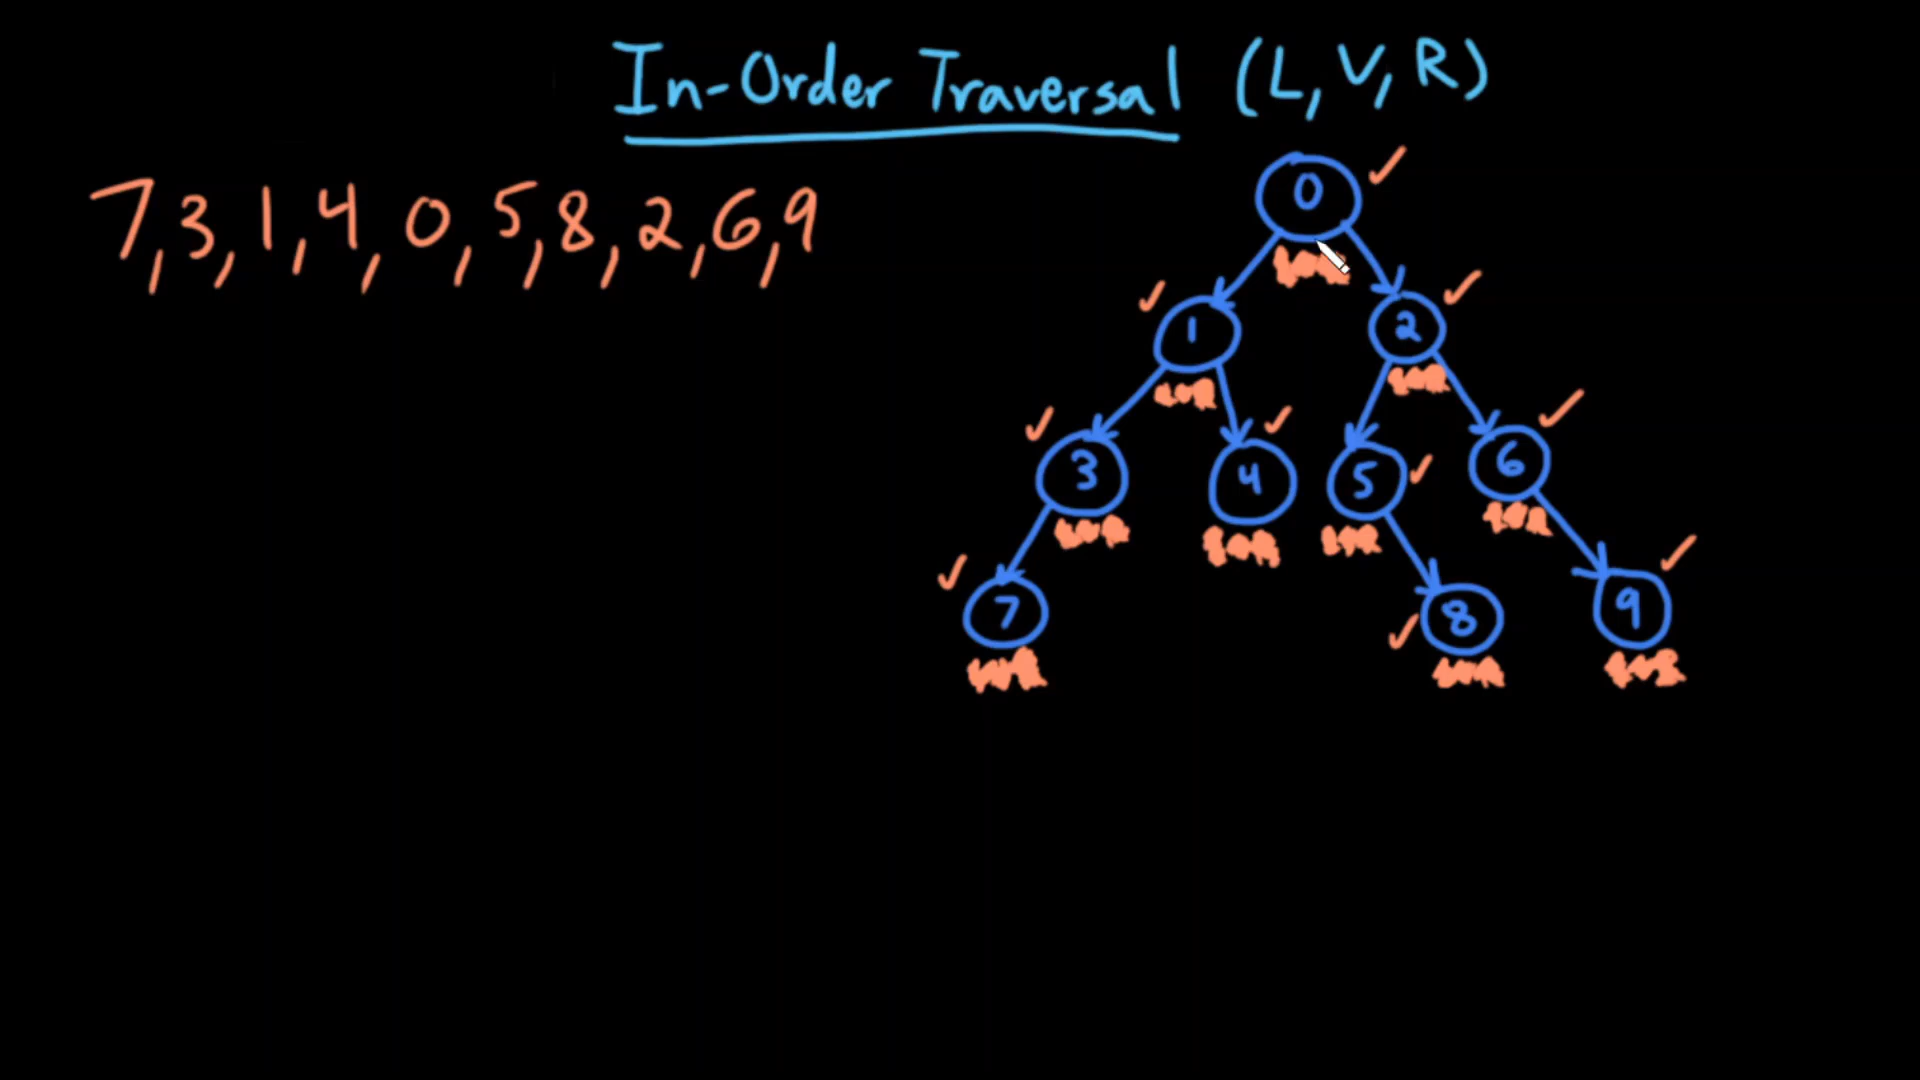 In-Order Traversal (L, V, R)
7, 3, 1, 4, 0, 5, 8, 2, 6, 9
0
1 2
3 4 5 6
7 8 9